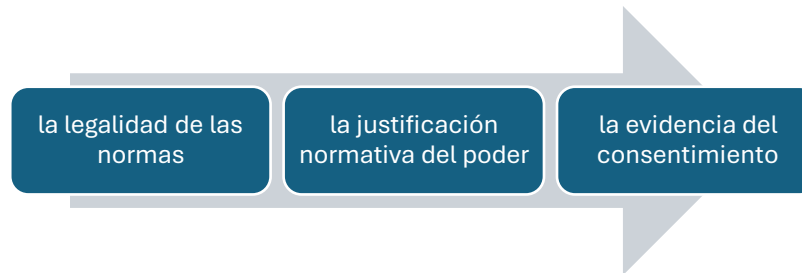 la legalidad de las
normas
la justificación
normativa del poder
la evidencia del
consentimiento